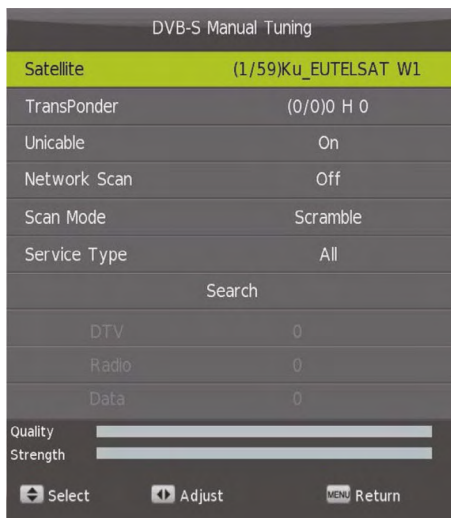 DVB-S Manual Tuning
Satellite (1/59)Ku_EUTELSAT W1
TransPonder (0/0)0 H 0
Unicable On
Network Scan Off
Scan Mode Scramble
Service Type All
Search
DTV 0
Radio 0
Data 0
Quality
Strength
Select Adjust MENU Return